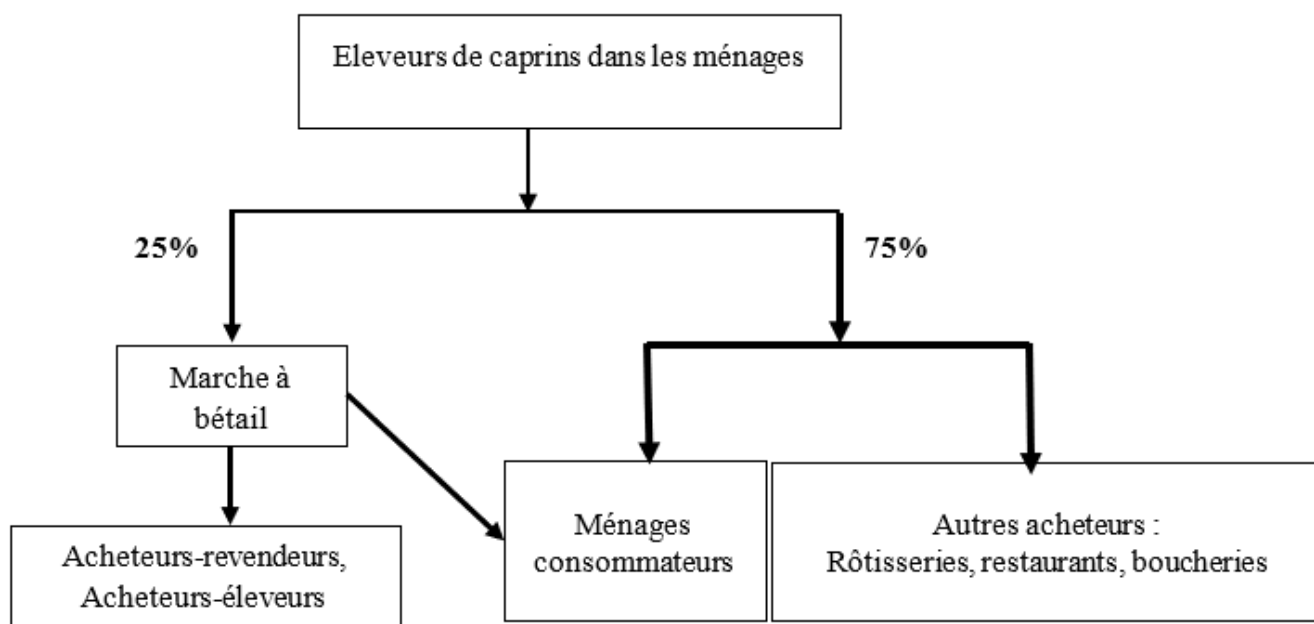 Eleveurs de caprins dans les ménages
25%
75%
Marche à
bétail
Acheteurs-revendeurs,
Acheteurs-éleveurs
Ménages
consommateurs
Autres acheteurs :
Rôtisseries, restaurants, boucheries